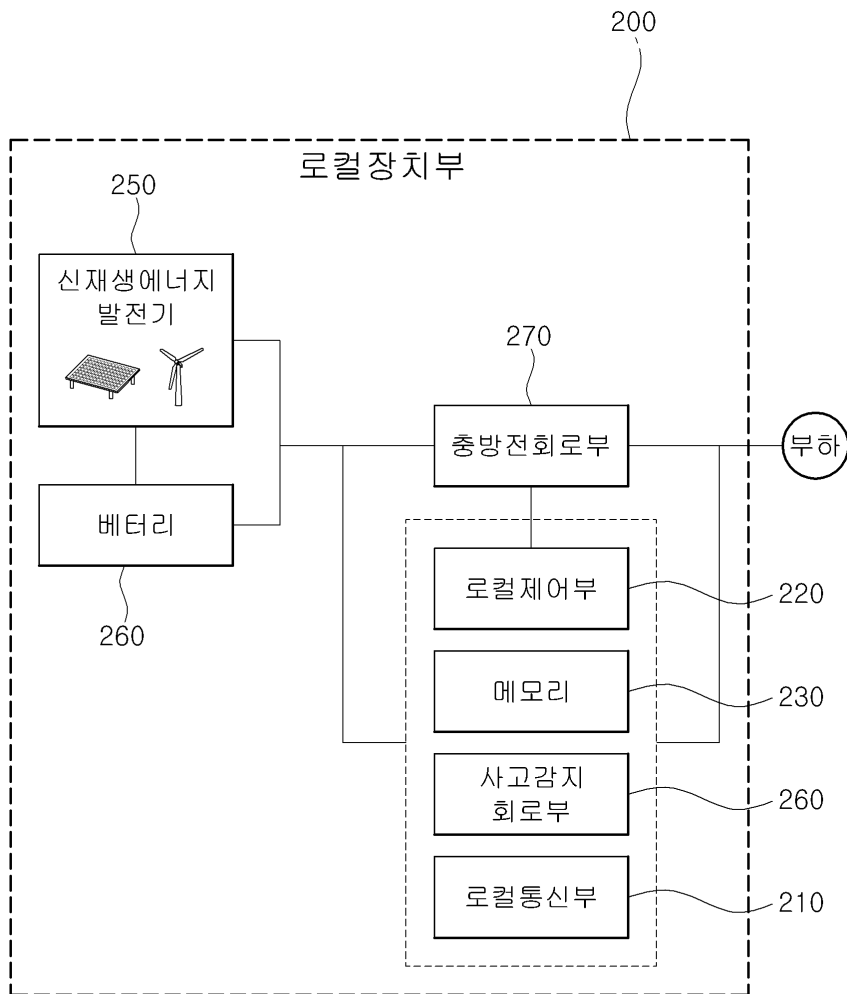 200
로컬장치부
250
신재생에너지
발전기
270
충방전회로부
부하
베터리
260
로컬제어부
220
메모리
230
사고감지
회로부
260
로컬통신부
210